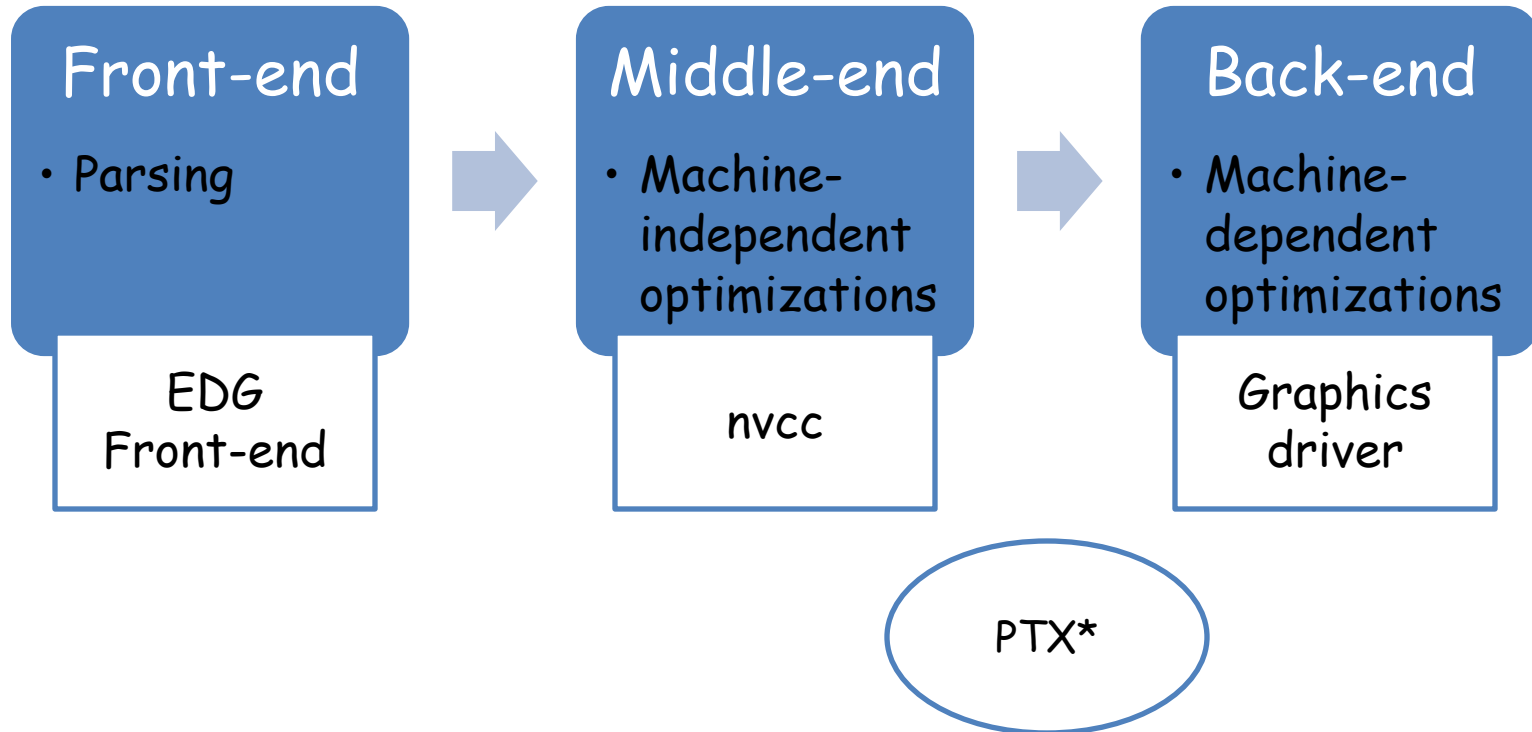 Front-end
• Parsing
EDG
Front-end
Middle-end
• Machine-
independent
optimizations
nvcc
Back-end
• Machine-
dependent
optimizations
Graphics
driver
PTX*